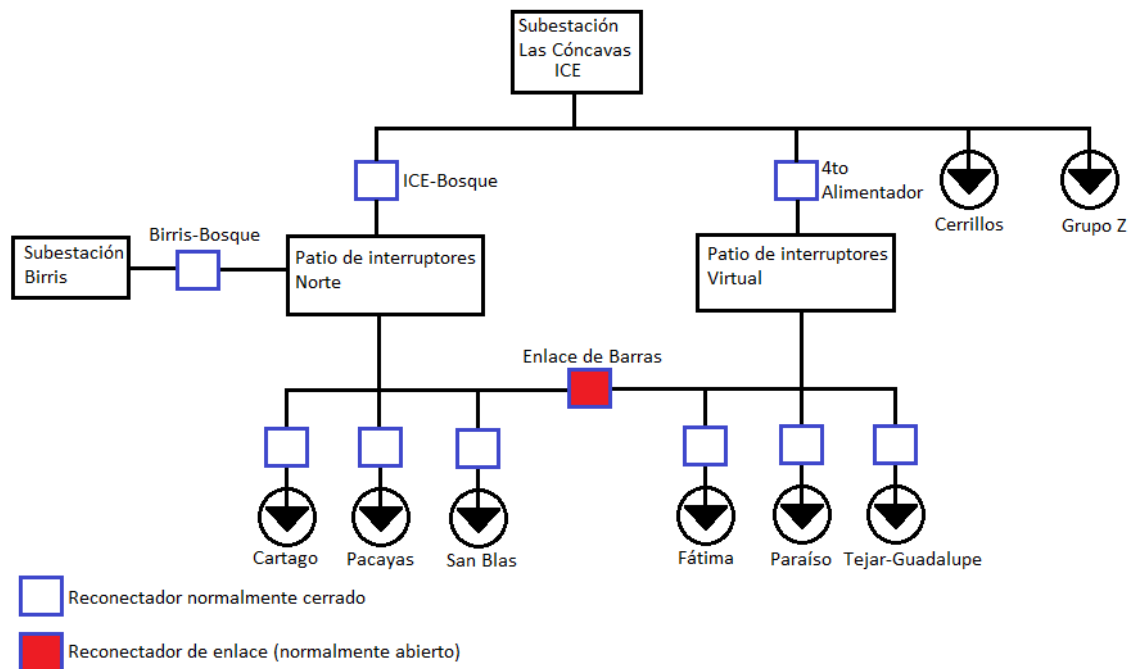 Subestación
Las Cóncavas
ICE
ICE-Bosque
4to
Alimentador
Cerrillos
Grupo Z
Birris-Bosque
Subestación
Birris
Patio de interruptores
Norte
Patio de interruptores
Virtual
Enlace de Barras
Cartago
Pacayas
San Blas
Fátima
Paraíso
Tejar-Guadalupe
Reconectador normalmente cerrado
Reconectador de enlace (normalmente abierto)